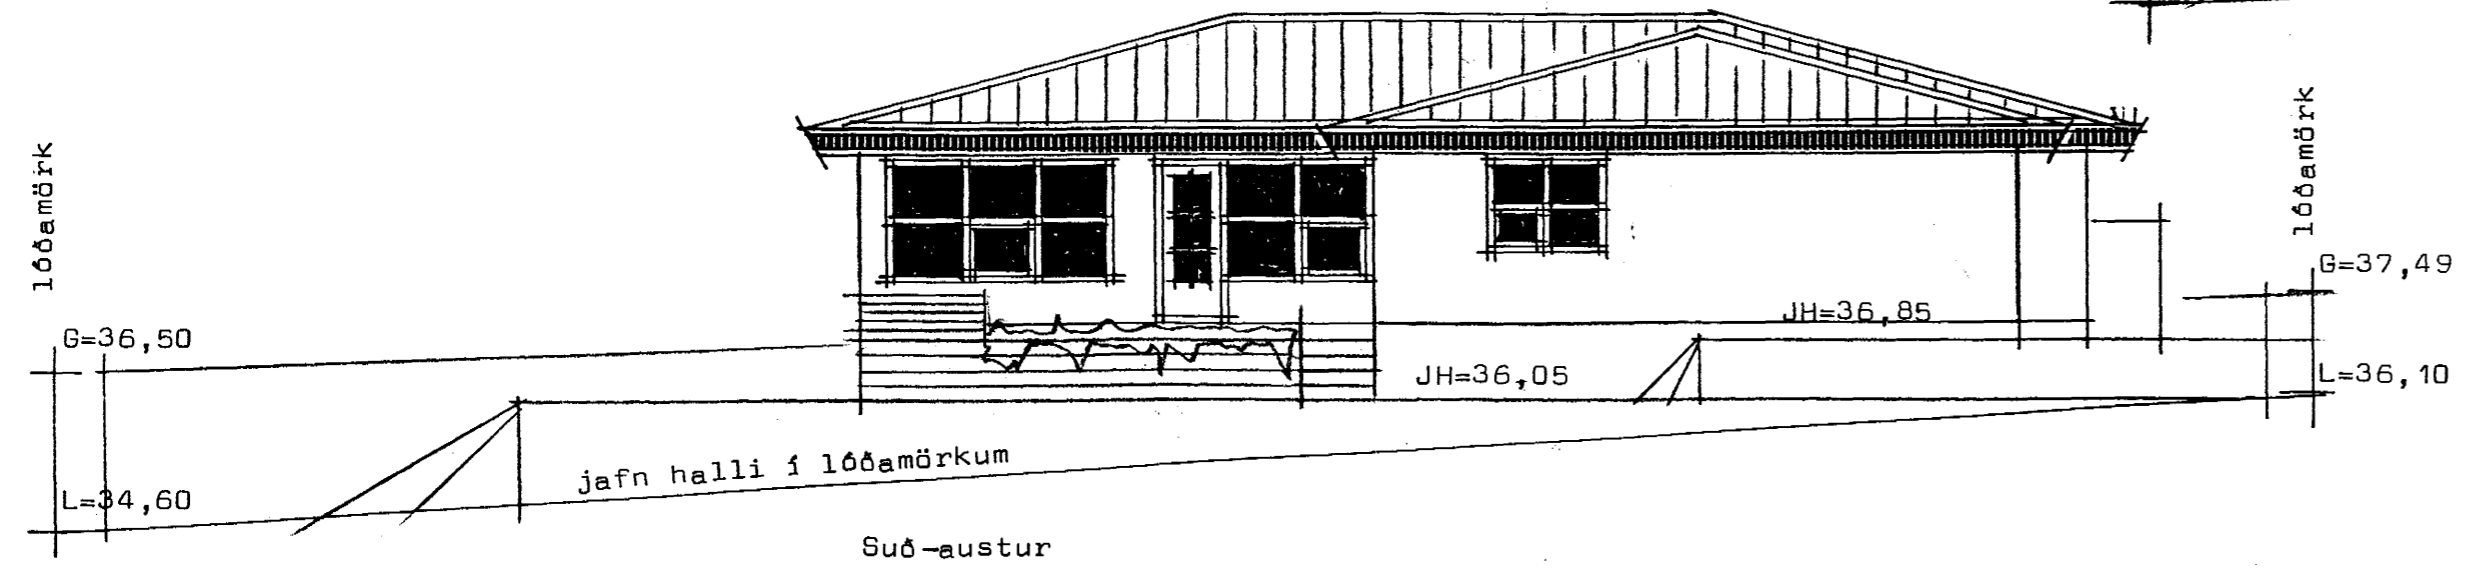 lóðamörk
lóðamörk
G=37,49
JH=36,85
G=36,50
JH=36,05
L=36,10
jafn halli í lóðamörkum
L=34,60
Suð-austur